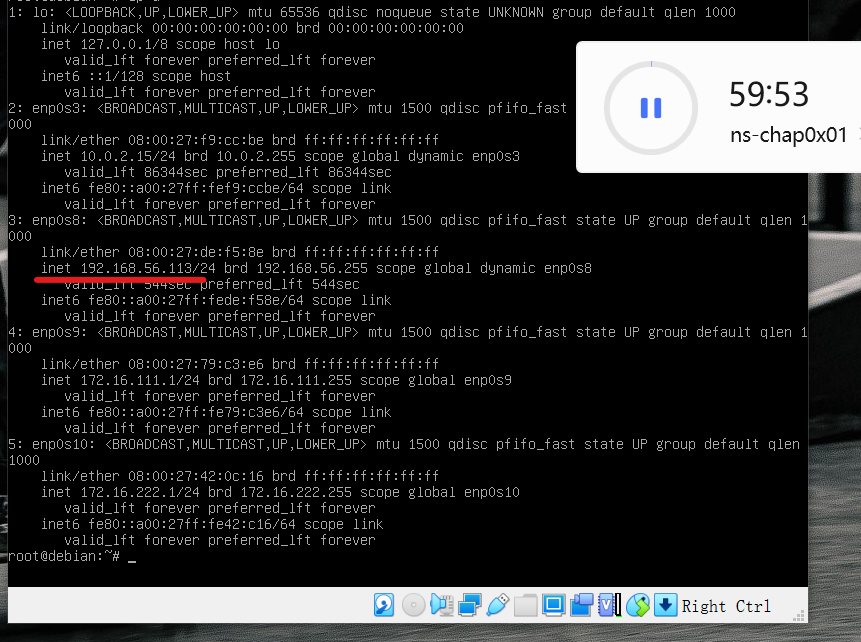 1: lo: <LOOPBACK,UP,LOWER_UP> mtu 65536 qdisc noqueue state UNKNOWN group default qlen 1000
link/loopback 00:00:00:00:00:00 brd 00:00:00:00:00:00
inet 127.0.0.1/8 scope host lo
valid_lft forever preferred_lft forever
inet6 ::1/128 scope host
valid_lft forever preferred_lft forever
2: enp0s3: <BROADCAST,MULTICAST,UP,LOWER_UP> mtu 1500 qdisc pfifo_fast
000
link/ether 08:00:27:f9:cc:be brd ff:ff:ff:ff:ff:ff
inet 10.0.2.15/24 brd 10.0.2.255 scope global dynamic enp0s3
valid_lft 86344sec preferred_lft 86344sec
inet6 fe80::a00:27ff:fef9:ccbe/64 scope link
valid_lft forever preferred_lft forever
3: enp0s8: <BROADCAST,MULTICAST,UP,LOWER_UP> mtu 1500 qdisc pfifo_fast state UP group default qlen 1
000
link/ether 08:00:27:de:f5:8e brd ff:ff:ff:ff:ff:ff
inet 192.168.56.113/24 brd 192.168.56.255 scope global dynamic enp0s8
valid_lft 544sec preferred_lft 544sec
inet6 fe80::a00:27ff:fede:f58e/64 scope link
valid_lft forever preferred_lft forever
4: enp0s9: <BROADCAST,MULTICAST,UP,LOWER_UP> mtu 1500 qdisc pfifo_fast state UP group default qlen 1
000
link/ether 08:00:27:79:c3:e6 brd ff:ff:ff:ff:ff:ff
inet 172.16.111.1/24 brd 172.16.111.255 scope global enp0s9
valid_lft forever preferred_lft forever
inet6 fe80::a00:27ff:fe79:c3e6/64 scope link
valid_lft forever preferred_lft forever
5: enp0s10: <BROADCAST,MULTICAST,UP,LOWER_UP> mtu 1500 qdisc pfifo_fast state UP group default qlen
1000
link/ether 08:00:27:42:0c:16 brd ff:ff:ff:ff:ff:ff
inet 172.16.222.1/24 brd 172.16.222.255 scope global enp0s10
valid_lft forever preferred_lft forever
inet6 fe80::a00:27ff:fe42:c16/64 scope link
valid_lft forever preferred_lft forever
root@debian:~# _
59:53
ns-chap0x01
Right Ctrl